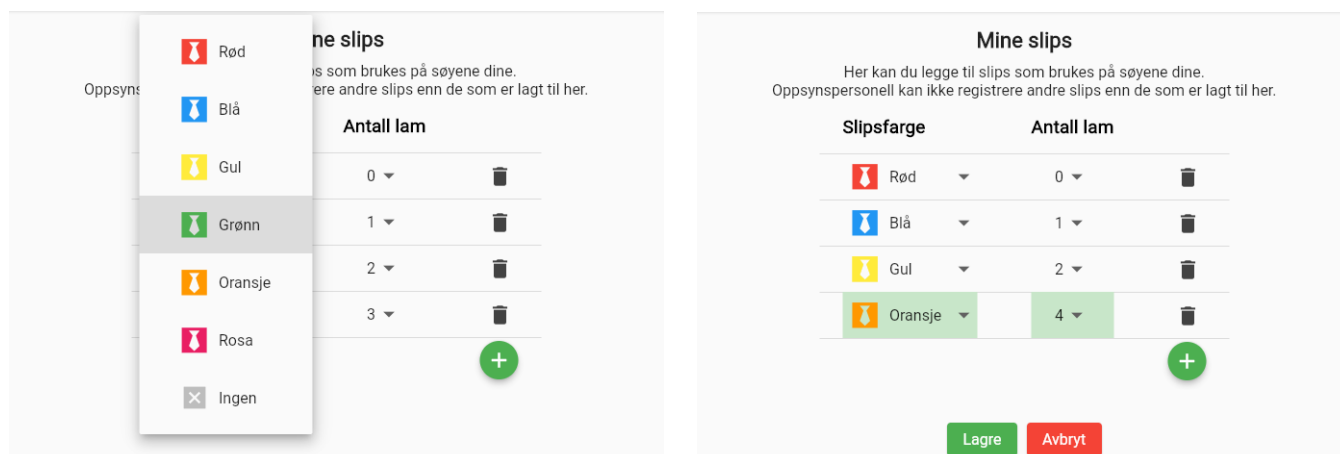 Rød
Blå
Gul
Grønn
Oransje
Rosa
Ingen
ne slips
s som brukes på søyene dine.
Oppsyns
ere andre slips enn de som er lagt til her.
Antall lam
0
1
2
3
Mine slips
Her kan du legge til slips som brukes på søyene dine.
Oppsynspersonell kan ikke registrere andre slips enn de som er lagt til her.
Slipsfarge Antall lam
Rød 0
Blå 1
Gul 2
Oransje 4
Lagre Avbryt